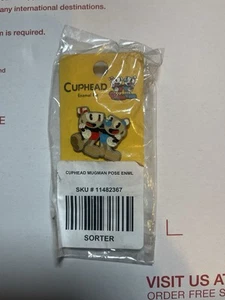 any international destinations.
m is required.
CUPHEAD
CUPHEAD MUGMAN POSE ENML
SKU # 11482367
SORTER
VISIT US AT
ORDER FREE S